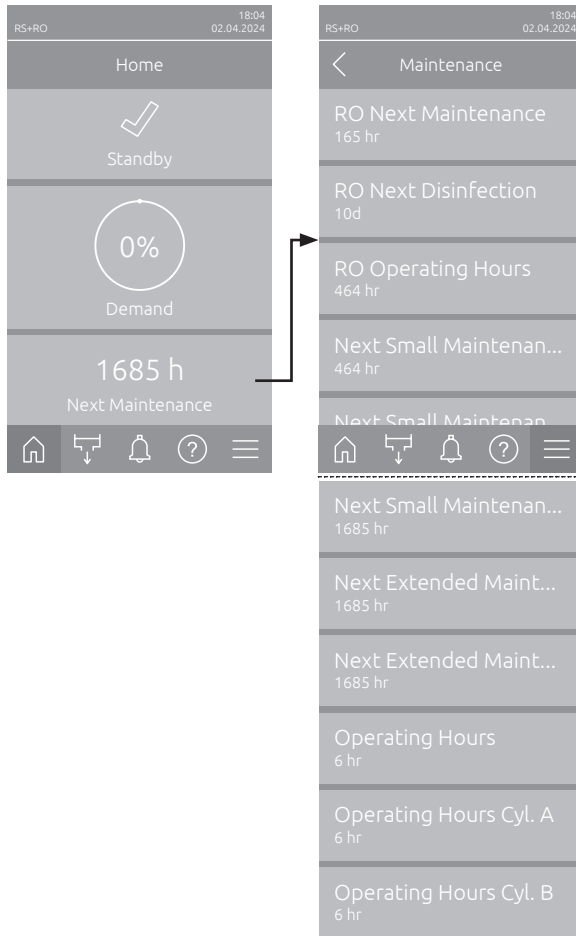 18:04
RS+RO 02.04.2024
Home
Standby
0%
Demand
1685 h
Next Maintenance
?
18:04
RS+RO 02.04.2024
Maintenance
RO Next Maintenance
165 hr
RO Next Disinfection
10d
RO Operating Hours
464 hr
Next Small Maintenan...
464 hr
Next Small Maintenan...
?
Next Small Maintenan...
1685 hr
Next Extended Maint...
1685 hr
Next Extended Maint...
1685 hr
Operating Hours
6 hr
Operating Hours Cyl. A
6 hr
Operating Hours Cyl. B
6 hr